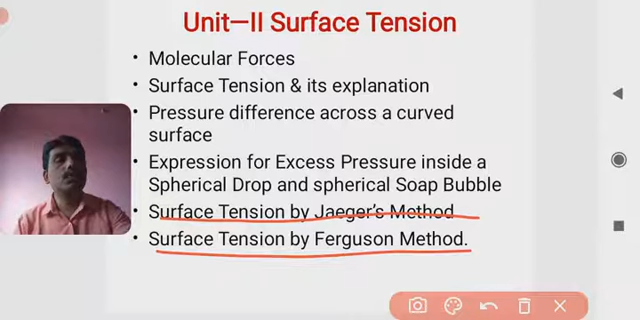 Unit—II Surface Tension
• Molecular Forces
• Surface Tension & its explanation
• Pressure difference across a curved
surface
• Expression for Excess Pressure inside a
Spherical Drop and spherical Soap Bubble
• Surface Tension by Jaeger's Method
• Surface Tension by Ferguson Method.